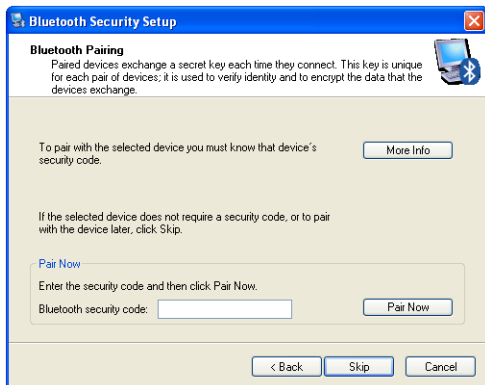 Bluetooth Security Setup
Bluetooth Pairing
Paired devices exchange a secret key each time they connect. This key is unique
for each pair of devices; it is used to verify identity and to encrypt the data that the
devices exchange.
To pair with the selected device you must know that device's
security code.
More Info
If the selected device does not require a security code, or to pair
with the device later, click Skip.
Pair Now
Enter the security code and then click Pair Now.
Bluetooth security code:
Pair Now
< Back
Skip
Cancel